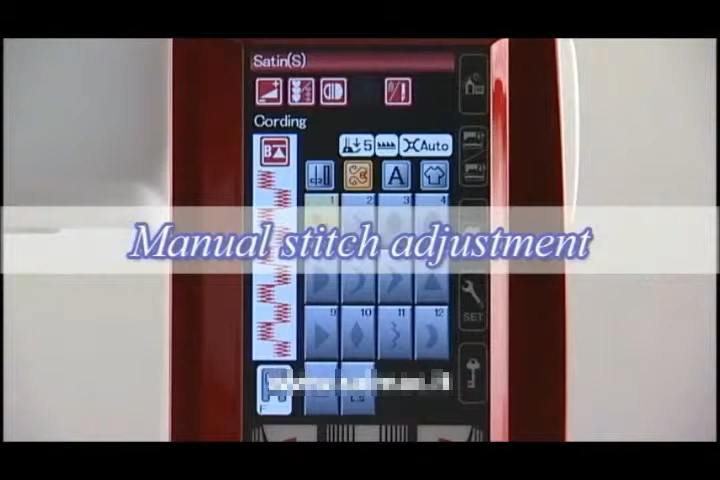 Satin(S)
Cording
B
5
Auto
A
1 2 3 4
Manual stitch adjustment
SET
9 10 11 12
F
L.S